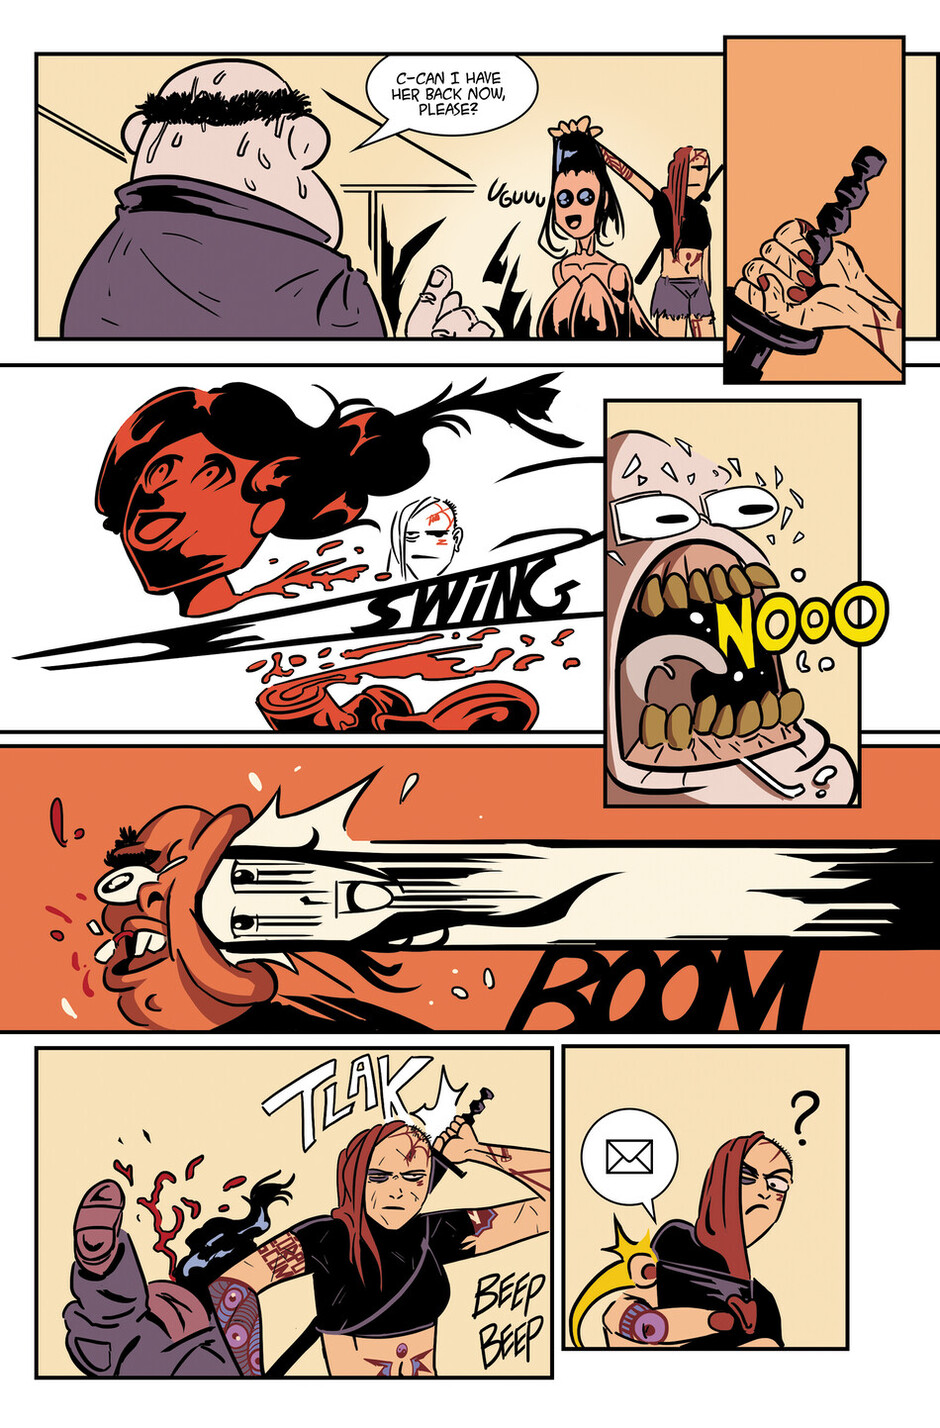 C-CAN I HAVE
HER BACK NOW,
PLEASE?
UGUUU
SWING
NOOO
BOOM
TLAK
BEEP
BEEP
?